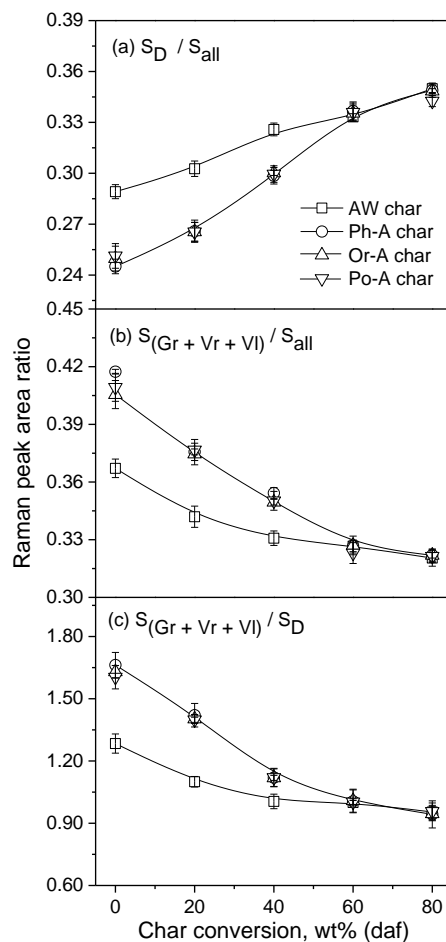 0.39
(a) S_D / S_all
0.36
0.33
0.30
AW char
Ph-A char
0.27
Or-A char
Po-A char
0.24
0.45
(b) S_(Gr + Vr + Vl) / S_all
0.42
0.39
0.36
0.33
0.30
(c) S_(Gr + Vr + Vl) / S_D
1.80
1.50
1.20
0.90
0.60
0 20 40 60 80
Char conversion, wt% (daf)
Raman peak area ratio